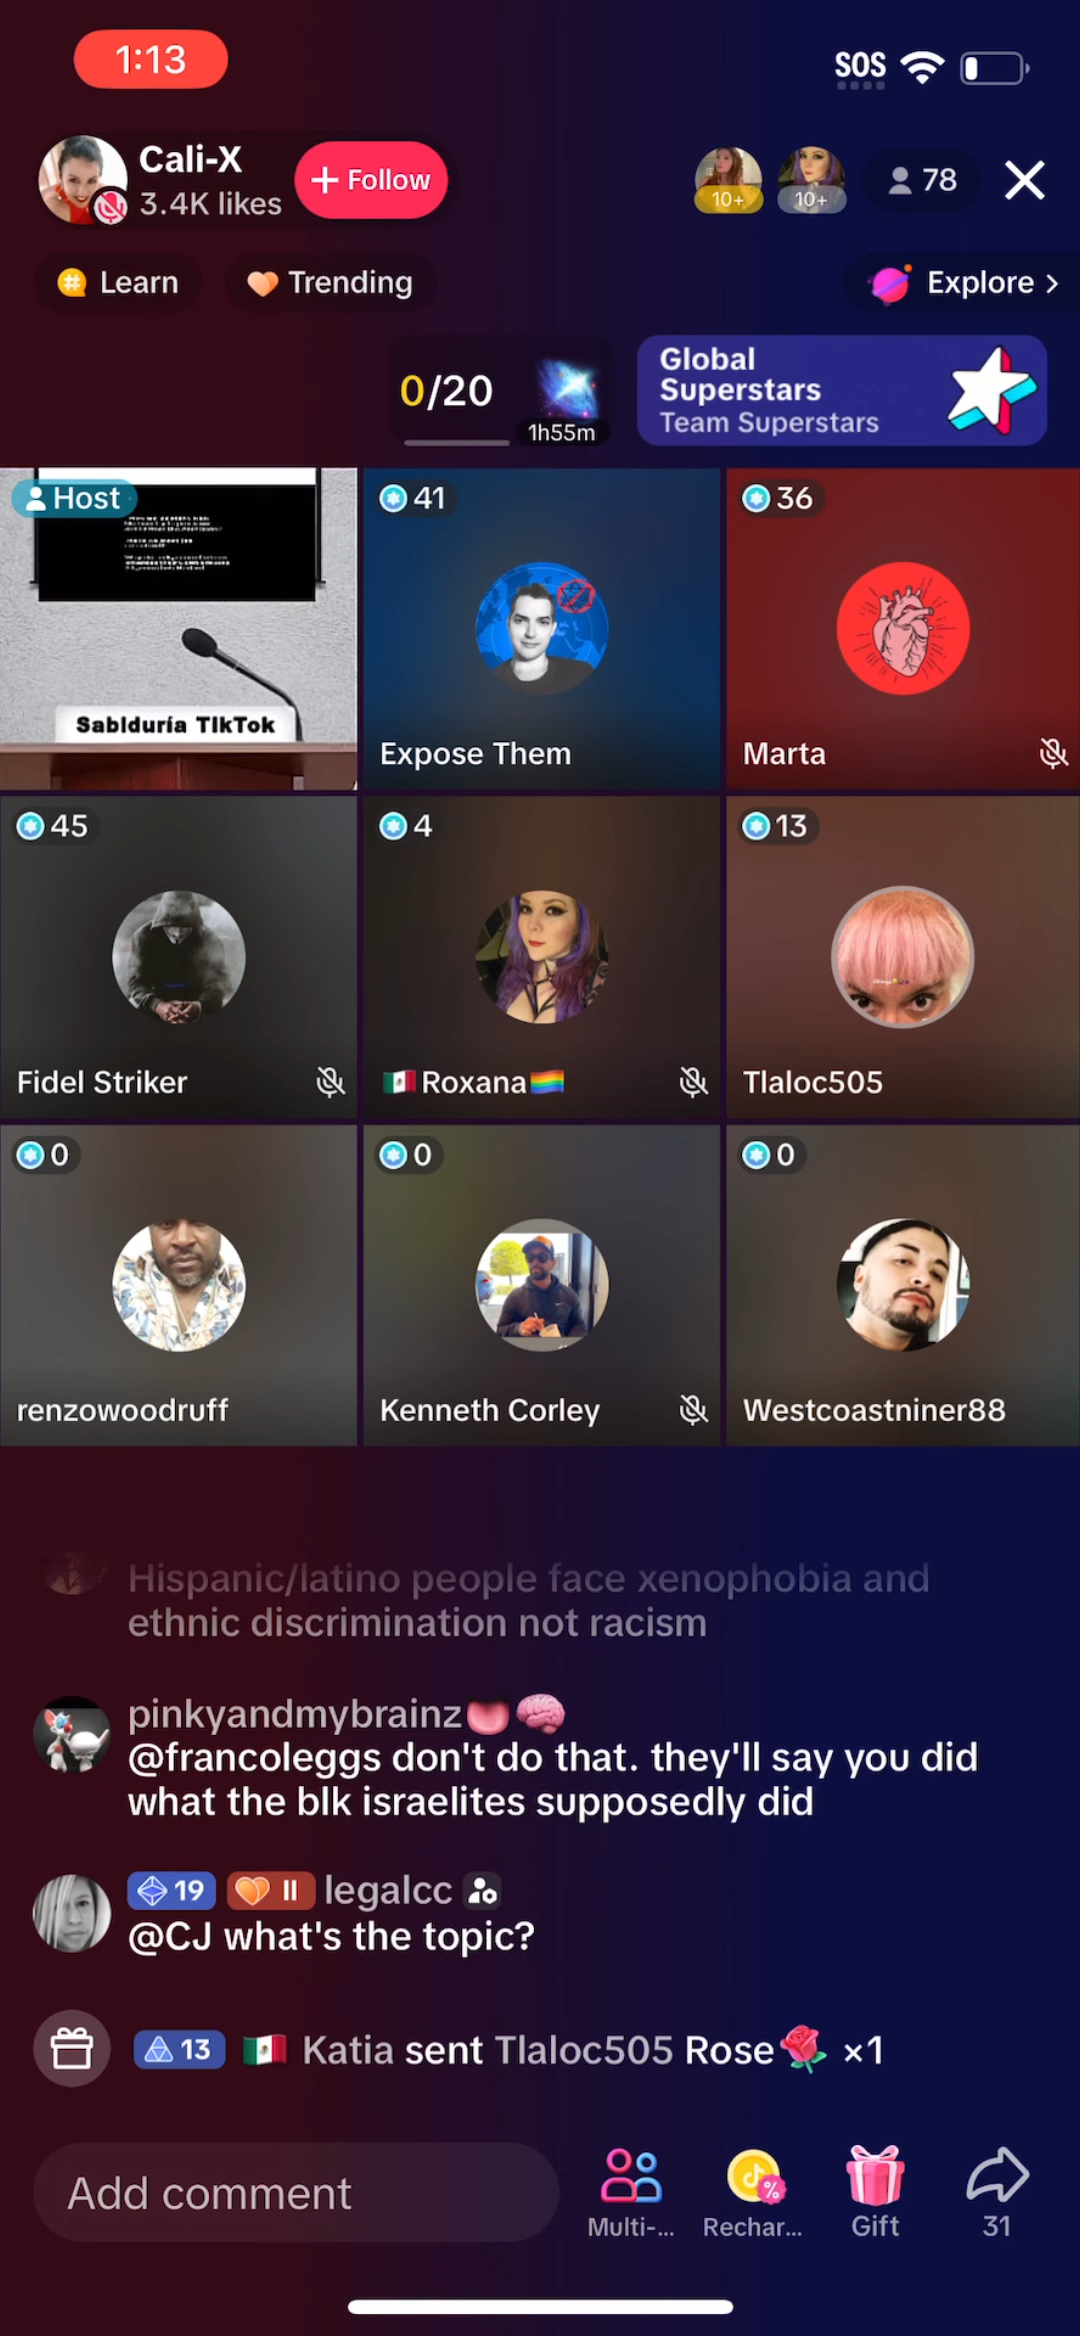 1:13
SOS
Cali-X
3.4K likes
+ Follow
10+
10+
78
Learn
Trending
Explore >
0/20
1h55m
Global
Superstars
Team Superstars
Host
Sabiduría TikTok
41
Expose Them
36
Marta
45
Fidel Striker
4
🇲🇽Roxana🏳️‍🌈
13
Tlaloc505
0
renzowoodruff
0
Kenneth Corley
0
Westcoastniner88
Hispanic/latino people face xenophobia and
ethnic discrimination not racism
pinkyandmybrainz👅🧠
@francoleggs don't do that. they'll say you did
what the blk israelites supposedly did
19 II legalcc
@CJ what's the topic?
13 🇲🇽 Katia sent Tlaloc505 Rose🌹 ×1
Add comment
Multi-...
Rechar...
Gift
31